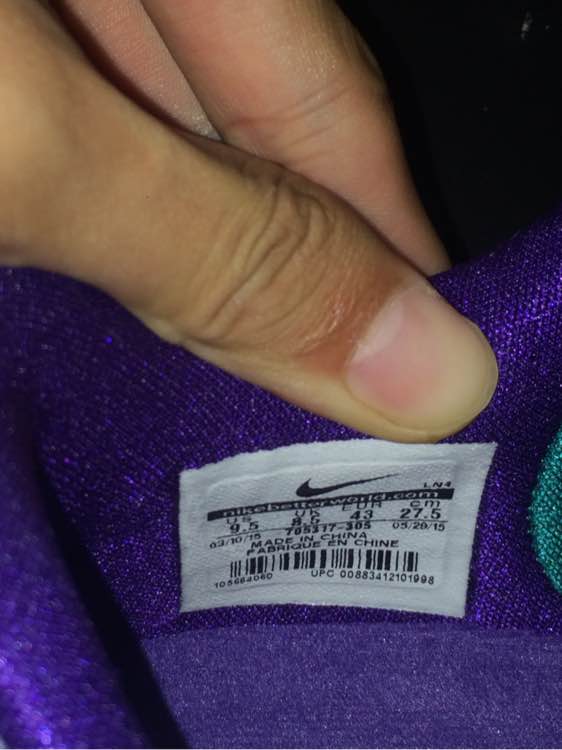 LN4
nikebetterworld.com
US UK EUR cm
9.5 8.5 43 27.5
03/10/15 705317-305 05/29/15
MADE IN CHINA
FABRIQUE EN CHINE
105664060 UPC 00883412101998